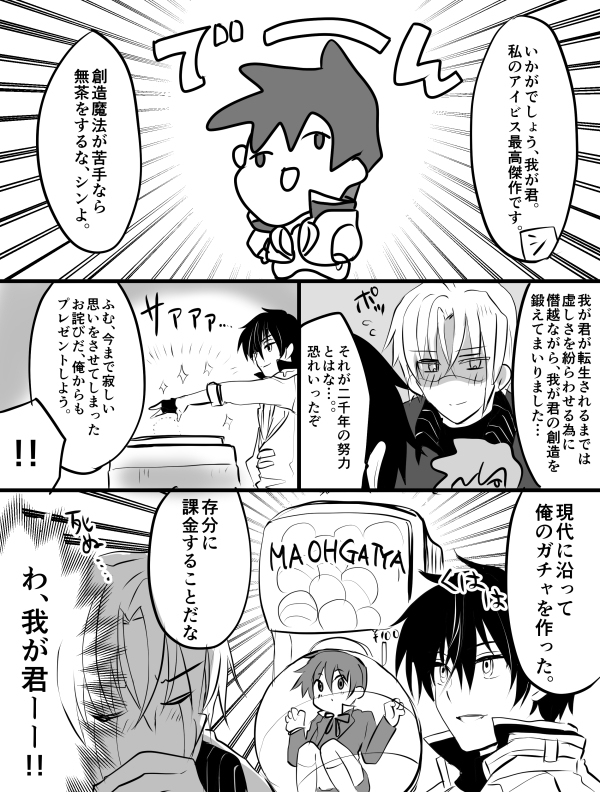 いかがでしょう、我が君。
私のアイビス最高傑作です。
シン
でーーん
創造魔法が苦手なら
無茶をするな、シンよ。
我が君が転生されるまでは
虚しさを紛らわせる為に
僭越ながら、我が君の創造を
鍛えてまいりました…
ポッ
それが二千年の努力
とはな…。
恐れいったぞ
サァァァ…
ふむ、今まで寂しい
思いをさせてしまった
お詫びだ、俺からも
プレゼントしよう。
!!
現代に沿って
俺のガチャを作った。
くはは
MAOHGATYA
¥100
存分に
課金することだな
死ぬ…
わ、我が君ーー!!